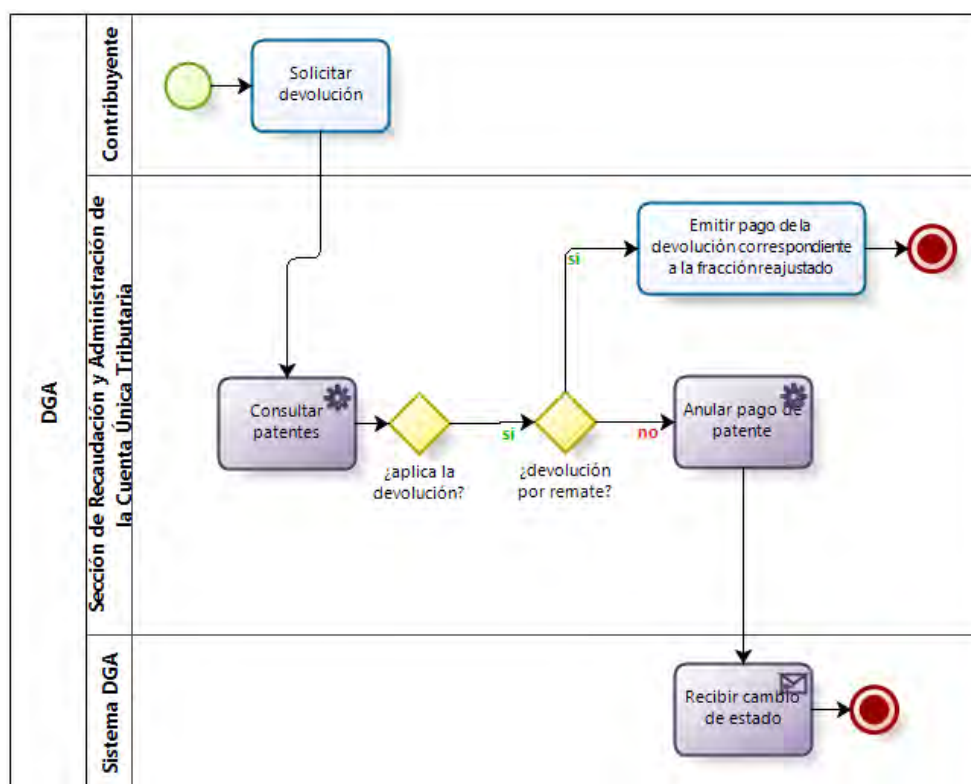 DGA
Contribuyente
Solicitar
devolución
Sección de Recaudación y Administración de
la Cuenta Unica Tributaria
Emitir pago de la
devolución correspondiente
a la fracción reajustado
si
Consultar
patentes
¿aplica la
devolución?
si
¿devolución
por remate?
no
Anular pago de
patente
Sistema DGA
Recibir cambio
de estado